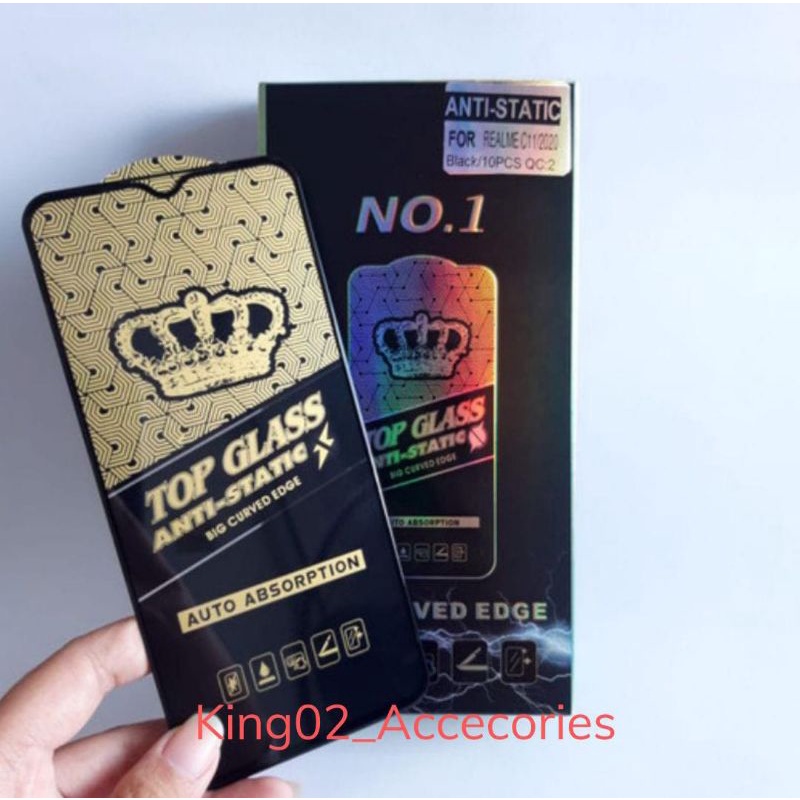 ANTI-STATIC
FOR REALME C11/2020
Black/10PCS QC:2
NO.1
TOP GLASS
ANTI-STATIC
BIG CURVED EDGE
AUTO ABSORPTION
TOP GLASS
ANTI-STATIC
BIG CURVED EDGE
AUTO ABSORPTION
VED EDGE
King02_Accecories